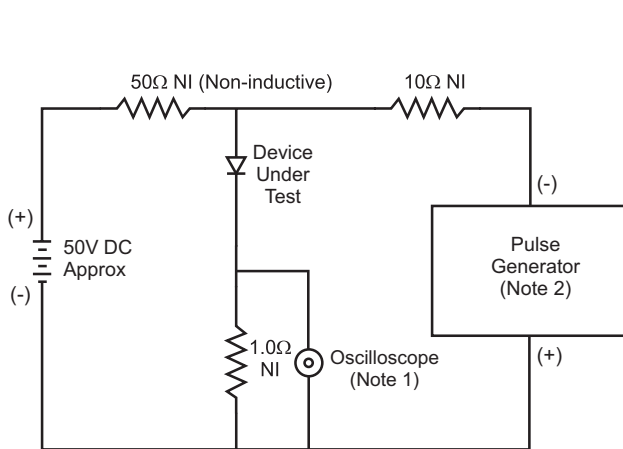 50Ω NI (Non-inductive)
10Ω NI
Device
Under
Test
(-)
(+)
50V DC
Approx
(-)
Pulse
Generator
(Note 2)
1.0Ω
NI
Oscilloscope
(Note 1)
(+)